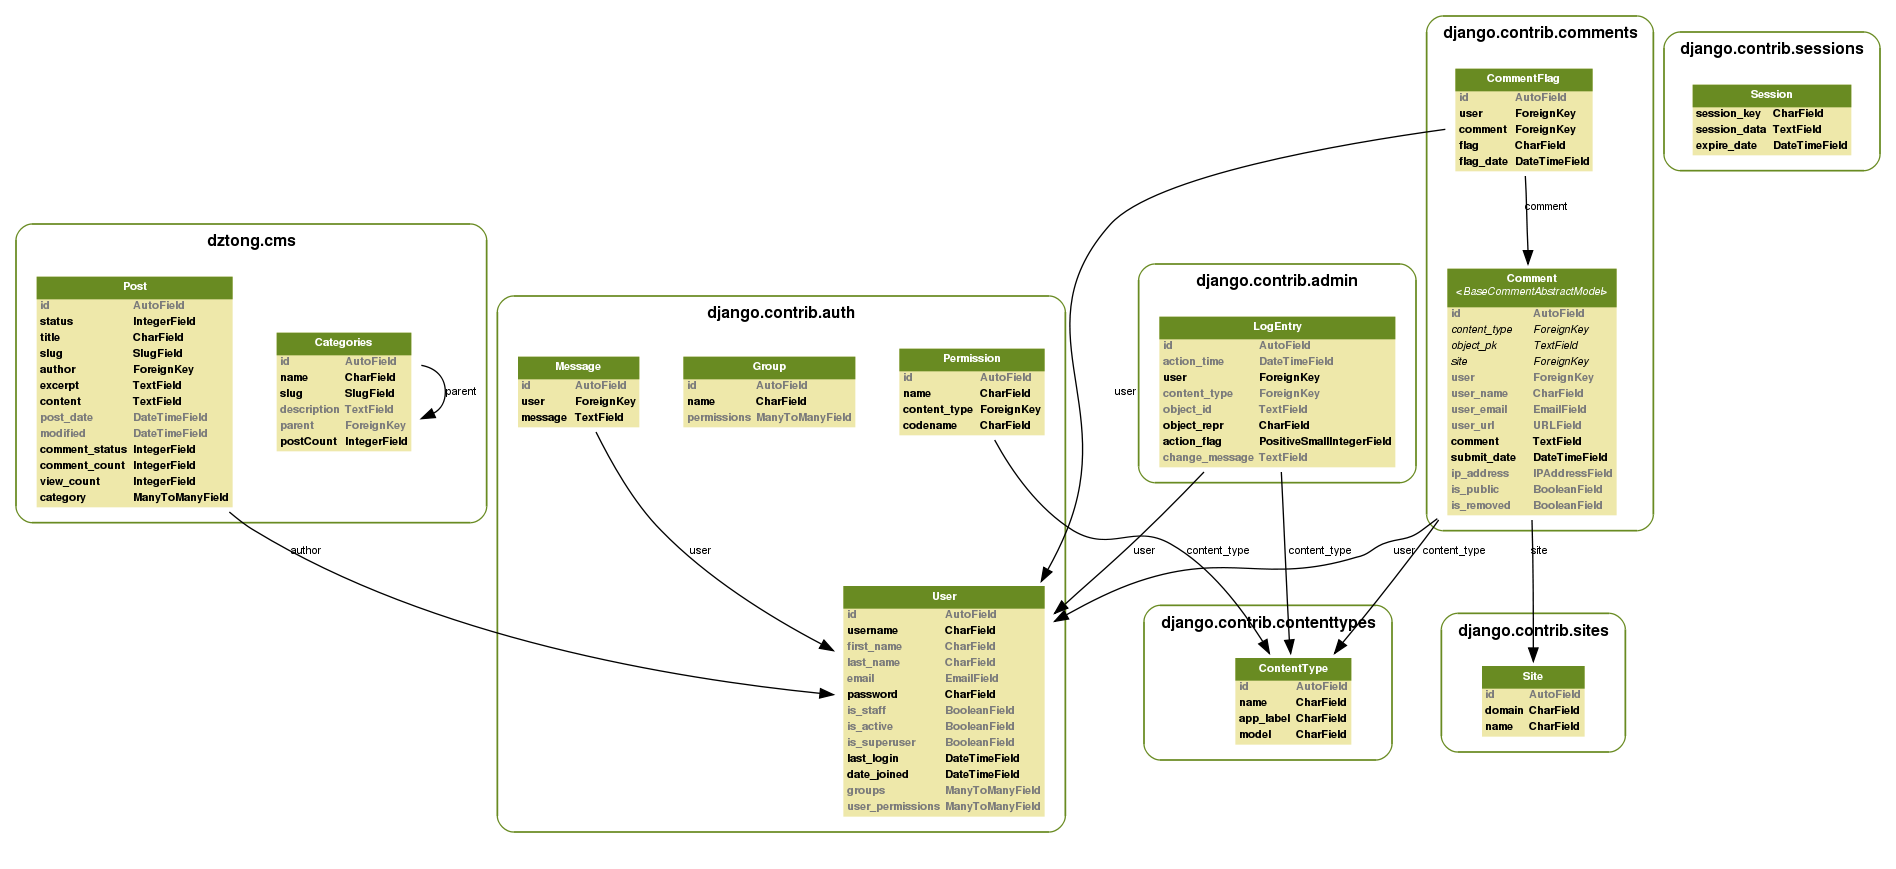 django.contrib.comments
CommentFlag
id AutoField
user ForeignKey
comment ForeignKey
flag CharField
flag_date DateTimeField
comment
Comment
<BaseCommentAbstractModel>
id AutoField
content_type ForeignKey
object_pk TextField
site ForeignKey
user ForeignKey
user_name CharField
user_email EmailField
user_url URLField
comment TextField
submit_date DateTimeField
ip_address IPAddressField
is_public BooleanField
is_removed BooleanField
django.contrib.sessions
Session
session_key CharField
session_data TextField
expire_date DateTimeField
dztong.cms
Post
id AutoField
status IntegerField
title CharField
slug SlugField
author ForeignKey
excerpt TextField
content TextField
post_date DateTimeField
modified DateTimeField
comment_status IntegerField
comment_count IntegerField
view_count IntegerField
category ManyToManyField
Categories
id AutoField
name CharField
slug SlugField
description TextField
parent ForeignKey
postCount IntegerField
parent
django.contrib.auth
Message
id AutoField
user ForeignKey
message TextField
Group
id AutoField
name CharField
permissions ManyToManyField
Permission
id AutoField
name CharField
content_type ForeignKey
codename CharField
user
django.contrib.admin
LogEntry
id AutoField
action_time DateTimeField
user ForeignKey
content_type ForeignKey
object_id TextField
object_repr CharField
action_flag PositiveSmallIntegerField
change_message TextField
author
user
user
content_type
content_type
user
content_type
site
User
id AutoField
username CharField
first_name CharField
last_name CharField
email EmailField
password CharField
is_staff BooleanField
is_active BooleanField
is_superuser BooleanField
last_login DateTimeField
date_joined DateTimeField
groups ManyToManyField
user_permissions ManyToManyField
django.contrib.contenttypes
ContentType
id AutoField
name CharField
app_label CharField
model CharField
django.contrib.sites
Site
id AutoField
domain CharField
name CharField